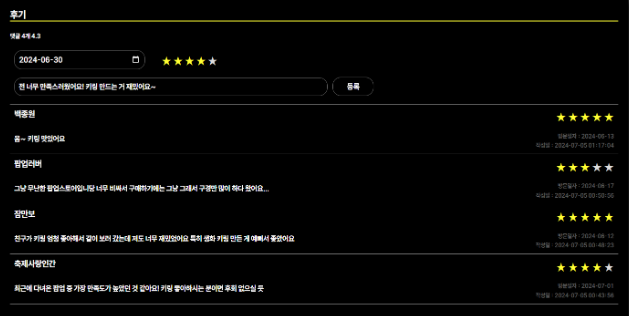 후기
댓글 4개 4.3
2024-06-30
전 너무 만족스러웠어요! 키링 만드는 거 재밌어요~
등록
백종원
음~ 키링 맛있어요
방문일자 : 2024-06-13
작성일 : 2024-07-05 01:17:04
팝업러버
그냥 무난한 팝업스토어입니당 너무 비싸서 구매하기에는 그냥 그래서 구경만 많이 하다 왔어요...
방문일자 : 2024-06-17
작성일 : 2024-07-05 00:55:56
잠만보
친구가 키링 엄청 좋아해서 같이 보러 갔는데 저도 너무 재밌었어요 특히 생화 키링 만든 게 예뻐서 좋았어요
방문일자 : 2024-06-12
작성일 : 2024-07-05 00:48:23
축제사랑인간
최근에 다녀온 팝업 중 가장 만족도가 높았던 것 같아요! 키링 좋아하시는 분이면 후회 없으실 듯
방문일자 : 2024-07-01
작성일 : 2024-07-05 00:43:56